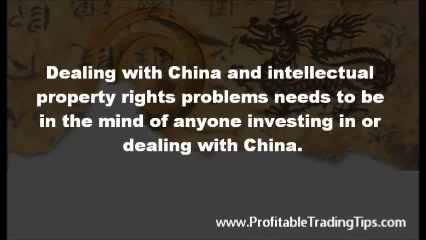 Dealing with China and intellectual
property rights problems needs to be
in the mind of anyone investing in or
dealing with China.
www.ProfitableTradingTips.com